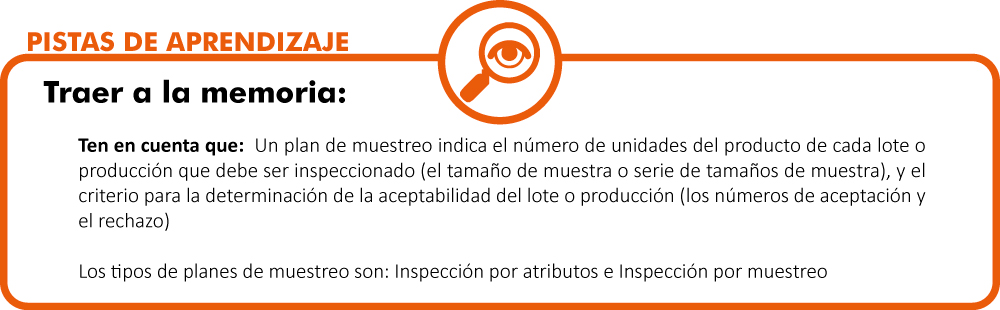 PISTAS DE APRENDIZAJE
Traer a la memoria:
Ten en cuenta que:  Un plan de muestreo indica el número de unidades del producto de cada lote o
producción que debe ser inspeccionado (el tamaño de muestra o serie de tamaños de muestra), y el
criterio para la determinación de la aceptabilidad del lote o producción (los números de aceptación y
el rechazo)
Los tipos de planes de muestreo son: Inspección por atributos e Inspección por muestreo